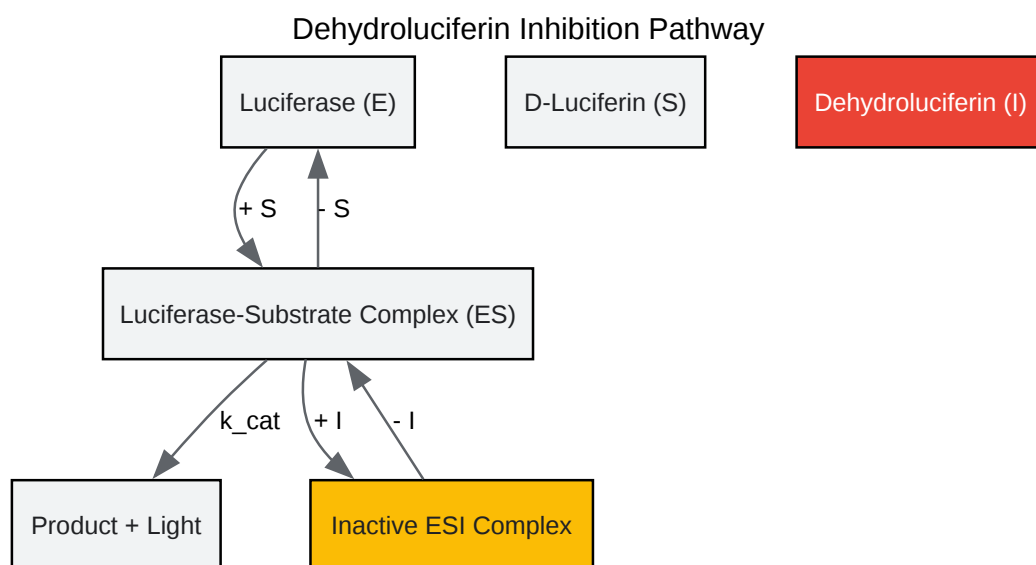 Dehydroluciferin Inhibition Pathway
Luciferase (E)
D-Luciferin (S)
Dehydroluciferin (I)
+ S
- S
Luciferase-Substrate Complex (ES)
k_cat
+ I
- I
Product + Light
Inactive ESI Complex